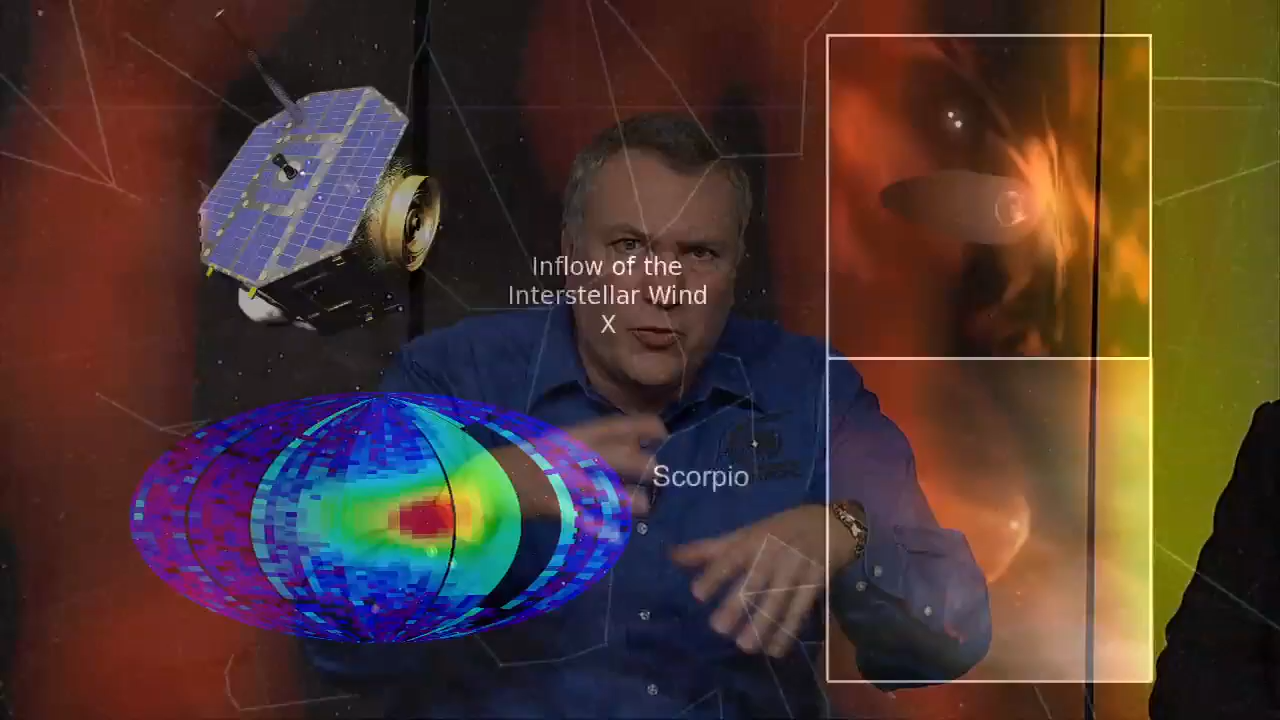 Inflow of the
Interstellar Wind
X
Scorpio